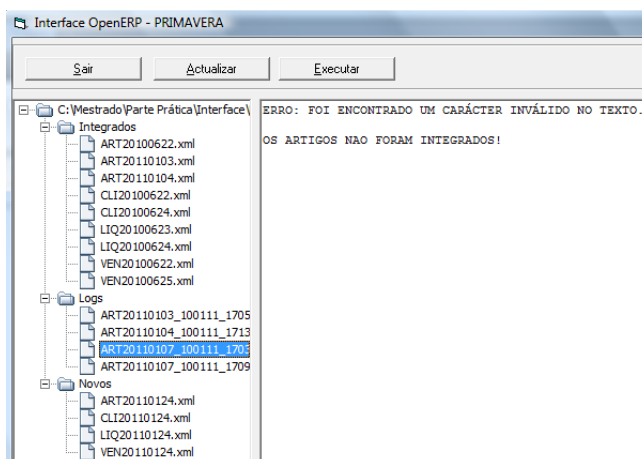 Interface OpenERP - PRIMAVERA
Sair Actualizar Executar
C:\Mestrado\Parte Prática\Interface\
Integrados
ART20100622.xml
ART20110103.xml
ART20110104.xml
CLI20100622.xml
CLI20100624.xml
LIQ20100623.xml
LIQ20100624.xml
VEN20100622.xml
VEN20100625.xml
Logs
ART20110103_100111_1705
ART20110104_100111_1713
ART20110107_100111_1703
ART20110107_100111_1709
Novos
ART20110124.xml
CLI20110124.xml
LIQ20110124.xml
VEN20110124.xml
ERRO: FOI ENCONTRADO UM CARÁCTER INVÁLIDO NO TEXTO.
OS ARTIGOS NAO FORAM INTEGRADOS!